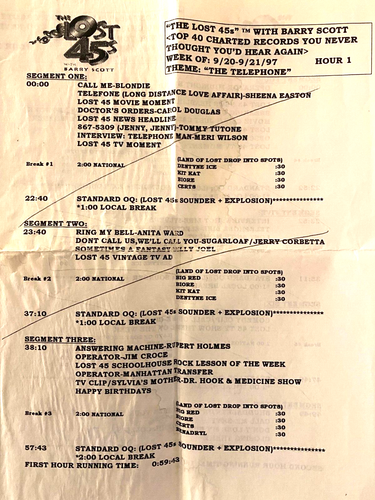 THE
LOST
45s
WITH
BARRY SCOTT
"THE LOST 45s" ™ WITH BARRY SCOTT
<TOP 40 CHARTED RECORDS YOU NEVER
THOUGHT YOU'D HEAR AGAIN>
WEEK OF: 9/20-9/21/97 HOUR 1
THEME: "THE TELEPHONE"
SEGMENT ONE:
00:00 CALL ME-BLONDIE
TELEFONE (LONG DISTANCE LOVE AFFAIR)-SHEENA EASTON
LOST 45 MOVIE MOMENT
DOCTOR'S ORDERS-CAROL DOUGLAS
LOST 45 NEWS HEADLINE
867-5309 (JENNY, JENNY)-TOMMY TUTONE
INTERVIEW: TELEPHONE MAN-MERI WILSON
LOST 45 TV MOMENT
(LAND OF LOST DROP INTO SPOTS)
Break #1 2:00 NATIONAL DENTYNE ICE :30
KIT KAT :30
BIORE :30
CERTS :30
22:40 STANDARD OQ: (LOST 45s SOUNDER + EXPLOSION)***************
*1:00 LOCAL BREAK
SEGMENT TWO:
23:40 RING MY BELL-ANITA WARD
DONT CALL US,WE'LL CALL YOU-SUGARLOAF/JERRY CORBETTA
SOMETIMES A FANTASY-BILLY JOEL
LOST 45 VINTAGE TV AD
(LAND OF LOST DROP INTO SPOTS)
Break #2 2:00 NATIONAL BIG RED :30
BIORE :30
KIT KAT :30
DENTYNE ICE :30
37:10 STANDARD OQ: (LOST 45s SOUNDER + EXPLOSION)***************
*1:00 LOCAL BREAK
SEGMENT THREE:
38:10 ANSWERING MACHINE-RUPERT HOLMES
OPERATOR-JIM CROCE
LOST 45 SCHOOLHOUSE ROCK LESSON OF THE WEEK
OPERATOR-MANHATTAN TRANSFER
TV CLIP/SYLVIA'S MOTHER-DR. HOOK & MEDICINE SHOW
HAPPY BIRTHDAYS
(LAND OF LOST DROP INTO SPOTS)
Break #3 2:00 NATIONAL BIG RED :30
BIORE :30
CERTS :30
BENADRYL :30
57:43 STANDARD OQ: (LOST 45s SOUNDER + EXPLOSION)***************
*2:00 LOCAL BREAK
FIRST HOUR RUNNING TIME: 0:59:43